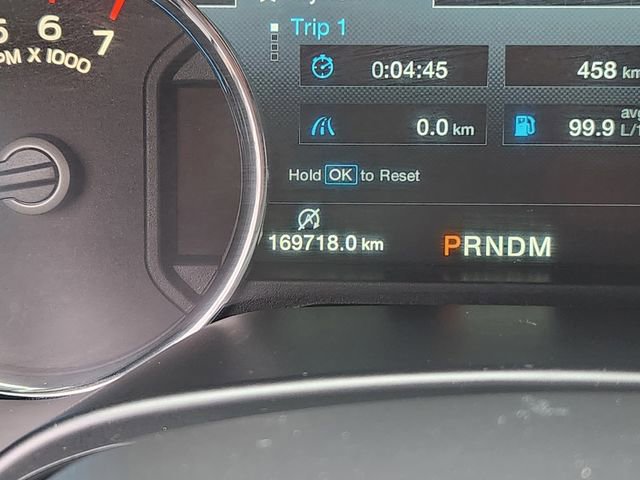 Trip 1
5 6 7
PM X 1000
0:04:45
458 km
0.0 km
avg
99.9 L/1
Hold OK to Reset
169718.0 km
PRNDM